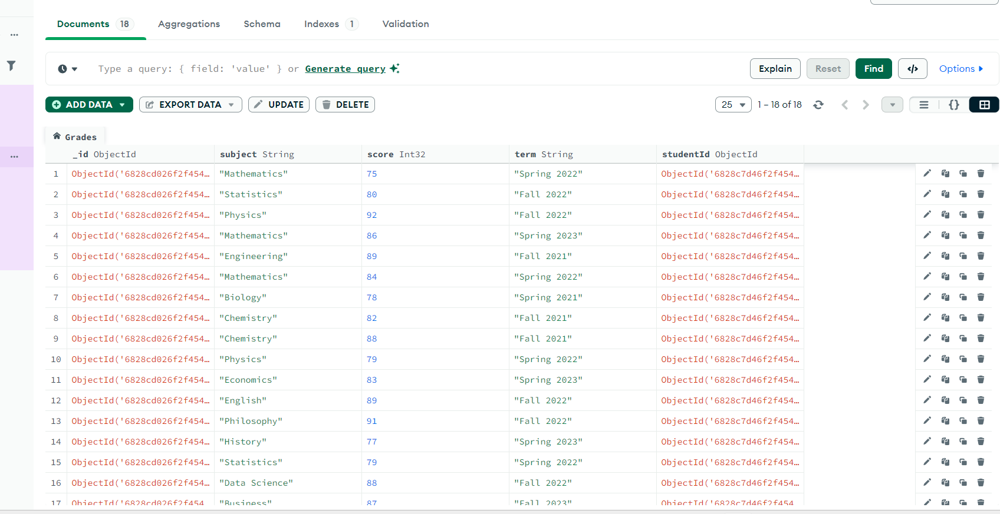 Documents 18 Aggregations Schema Indexes 1 Validation
Type a query: { field: 'value' } or Generate query Explain Reset Find </> Options
ADD DATA EXPORT DATA UPDATE DELETE 25 1 – 18 of 18 {}
Grades
_id ObjectId subject String score Int32 term String studentId ObjectId
1 ObjectId('6828cd026f2f454… "Mathematics" 75 "Spring 2022" ObjectId('6828c7d46f2f454…
2 ObjectId('6828cd026f2f454… "Statistics" 80 "Fall 2022" ObjectId('6828c7d46f2f454…
3 ObjectId('6828cd026f2f454… "Physics" 92 "Fall 2022" ObjectId('6828c7d46f2f454…
4 ObjectId('6828cd026f2f454… "Mathematics" 86 "Spring 2023" ObjectId('6828c7d46f2f454…
5 ObjectId('6828cd026f2f454… "Engineering" 89 "Fall 2021" ObjectId('6828c7d46f2f454…
6 ObjectId('6828cd026f2f454… "Mathematics" 84 "Spring 2022" ObjectId('6828c7d46f2f454…
7 ObjectId('6828cd026f2f454… "Biology" 78 "Spring 2021" ObjectId('6828c7d46f2f454…
8 ObjectId('6828cd026f2f454… "Chemistry" 82 "Fall 2021" ObjectId('6828c7d46f2f454…
9 ObjectId('6828cd026f2f454… "Chemistry" 88 "Fall 2021" ObjectId('6828c7d46f2f454…
10 ObjectId('6828cd026f2f454… "Physics" 79 "Spring 2022" ObjectId('6828c7d46f2f454…
11 ObjectId('6828cd026f2f454… "Economics" 83 "Spring 2023" ObjectId('6828c7d46f2f454…
12 ObjectId('6828cd026f2f454… "English" 89 "Fall 2022" ObjectId('6828c7d46f2f454…
13 ObjectId('6828cd026f2f454… "Philosophy" 91 "Fall 2022" ObjectId('6828c7d46f2f454…
14 ObjectId('6828cd026f2f454… "History" 77 "Spring 2023" ObjectId('6828c7d46f2f454…
15 ObjectId('6828cd026f2f454… "Statistics" 79 "Spring 2022" ObjectId('6828c7d46f2f454…
16 ObjectId('6828cd026f2f454… "Data Science" 88 "Fall 2022" ObjectId('6828c7d46f2f454…
17 ObjectId('6828cd026f2f454 "Business" 87 "Fall 2023" ObjectId('6828c7d46f2f454